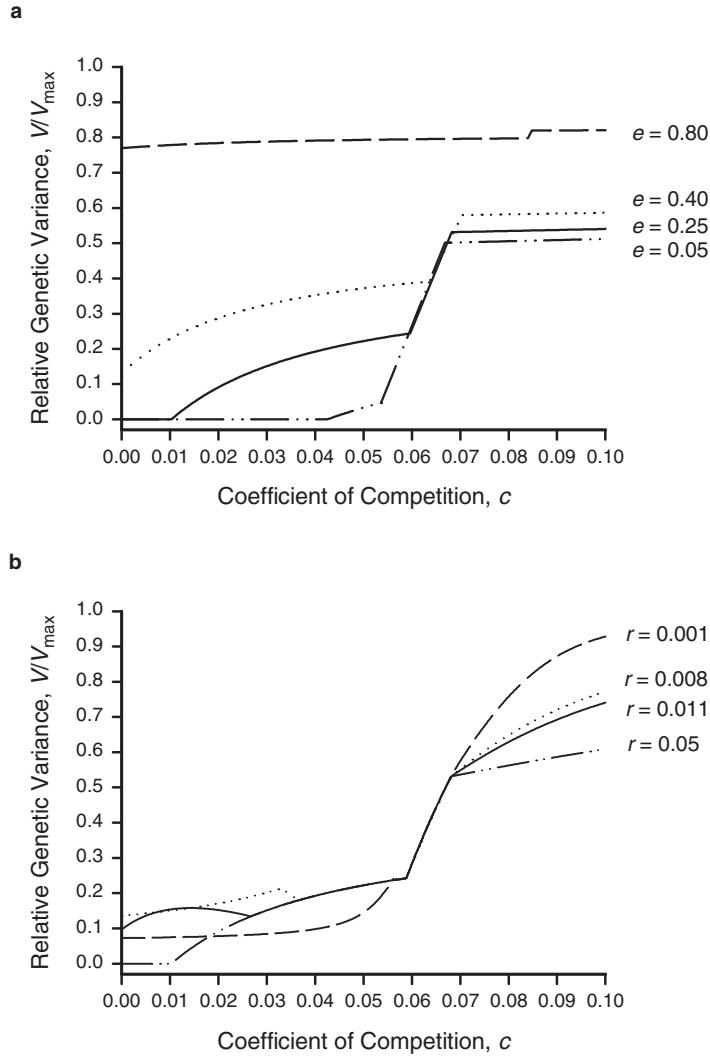 a
Relative Genetic Variance, V/Vmax
1.0
0.9
0.8
0.7
0.6
0.5
0.4
0.3
0.2
0.1
0.0
e = 0.80
e = 0.40
e = 0.25
e = 0.05
0.00 0.01 0.02 0.03 0.04 0.05 0.06 0.07 0.08 0.09 0.10
Coefficient of Competition, c
b
Relative Genetic Variance, V/Vmax
1.0
0.9
0.8
0.7
0.6
0.5
0.4
0.3
0.2
0.1
0.0
r = 0.001
r = 0.008
r = 0.011
r = 0.05
0.00 0.01 0.02 0.03 0.04 0.05 0.06 0.07 0.08 0.09 0.10
Coefficient of Competition, c